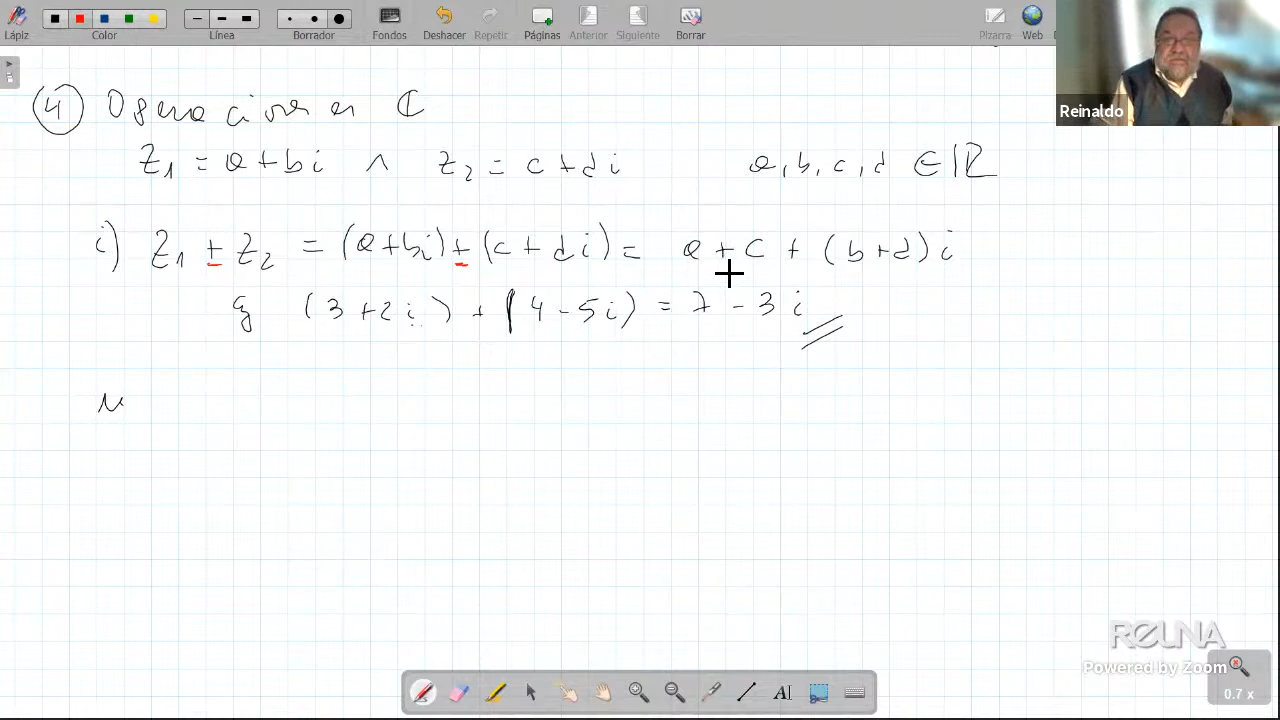 Lápiz Color Línea Borrador Fondos Deshacer Repetir Páginas Anterior Siguiente Borrar Pizarra Web
Reinaldo
④ Operaciones en ℂ
z₁ = a + bi ∧ z₂ = c + di a, b, c, d ∈ ℝ
i) z₁ ± z₂ = (a + bi) ± (c + di) = a + c + (b + d) i
Ej (3 + 2i) + (4 - 5i) = 7 - 3i
REUNA
Powered by Zoom
0.7 x